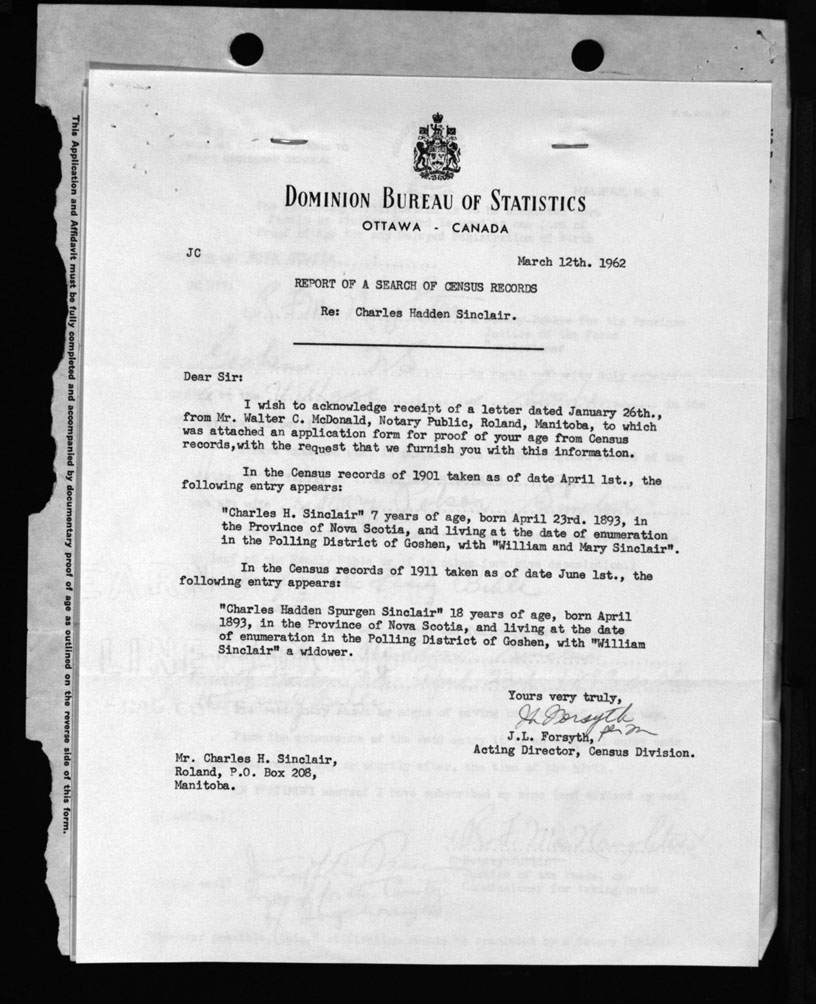 DOMINION BUREAU OF STATISTICS
OTTAWA - CANADA
JC
March 12th. 1962
REPORT OF A SEARCH OF CENSUS RECORDS
Re: Charles Hadden Sinclair.
Dear Sir:
I wish to acknowledge receipt of a letter dated January 26th.,
from Mr. Walter C. McDonald, Notary Public, Roland, Manitoba, to which
was attached an application form for proof of your age from Census
records,with the request that we furnish you with this information.
In the Census records of 1901 taken as of date April 1st., the
following entry appears:
"Charles H. Sinclair" 7 years of age, born April 23rd. 1893, in
the Province of Nova Scotia, and living at the date of enumeration
in the Polling District of Goshen, with "William and Mary Sinclair".
In the Census records of 1911 taken as of date June 1st., the
following entry appears:
"Charles Hadden Spurgen Sinclair" 18 years of age, born April
1893, in the Province of Nova Scotia, and living at the date
of enumeration in the Polling District of Goshen, with "William
Sinclair" a widower.
Yours very truly,
J.L. Forsyth,
Acting Director, Census Division.
Mr. Charles H. Sinclair,
Roland, P.O. Box 208,
Manitoba.
This Application and Affidavit must be fully completed and accompanied by documentary proof of age as outlined on the reverse side of this form.